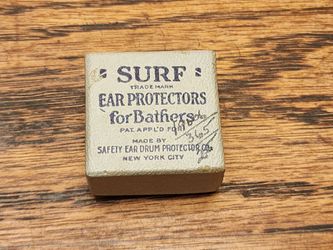 SURF
TRADE MARK
EAR PROTECTORS
for Bathers
PAT. APPL'D FOR
MADE BY
SAFETY EAR DRUM PROTECTOR CO.
NEW YORK CITY
365